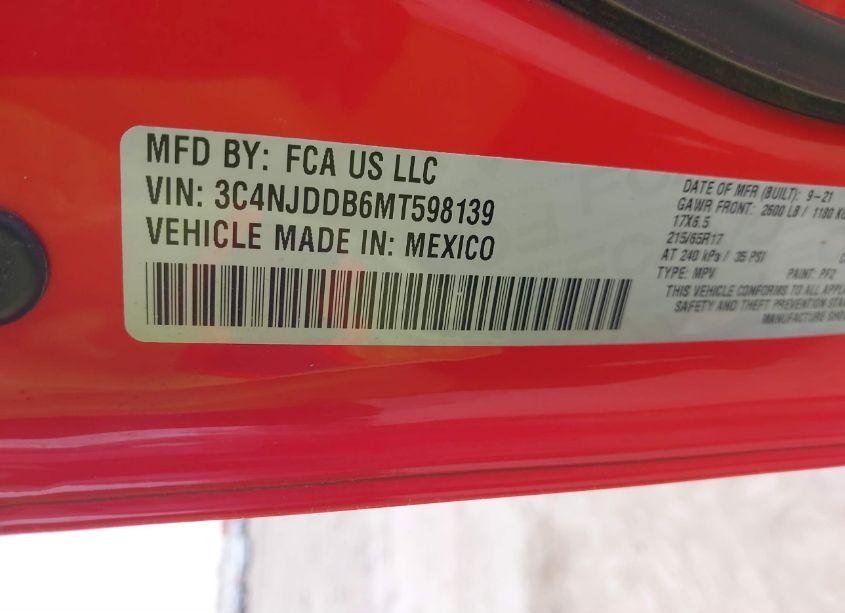 MFD BY: FCA US LLC
VIN: 3C4NJDDB6MT598139
VEHICLE MADE IN: MEXICO
DATE OF MFR (BUILT): 9-21
GAWR FRONT: 2600 LB / 1180 KG
17X6.5
215/65R17
AT 240 kPa / 35 PSI
TYPE: MPV PAINT: PF2
THIS VEHICLE CONFORMS TO ALL APPL
SAFETY AND THEFT PREVENTION STAN
MANUFACTURE SHO